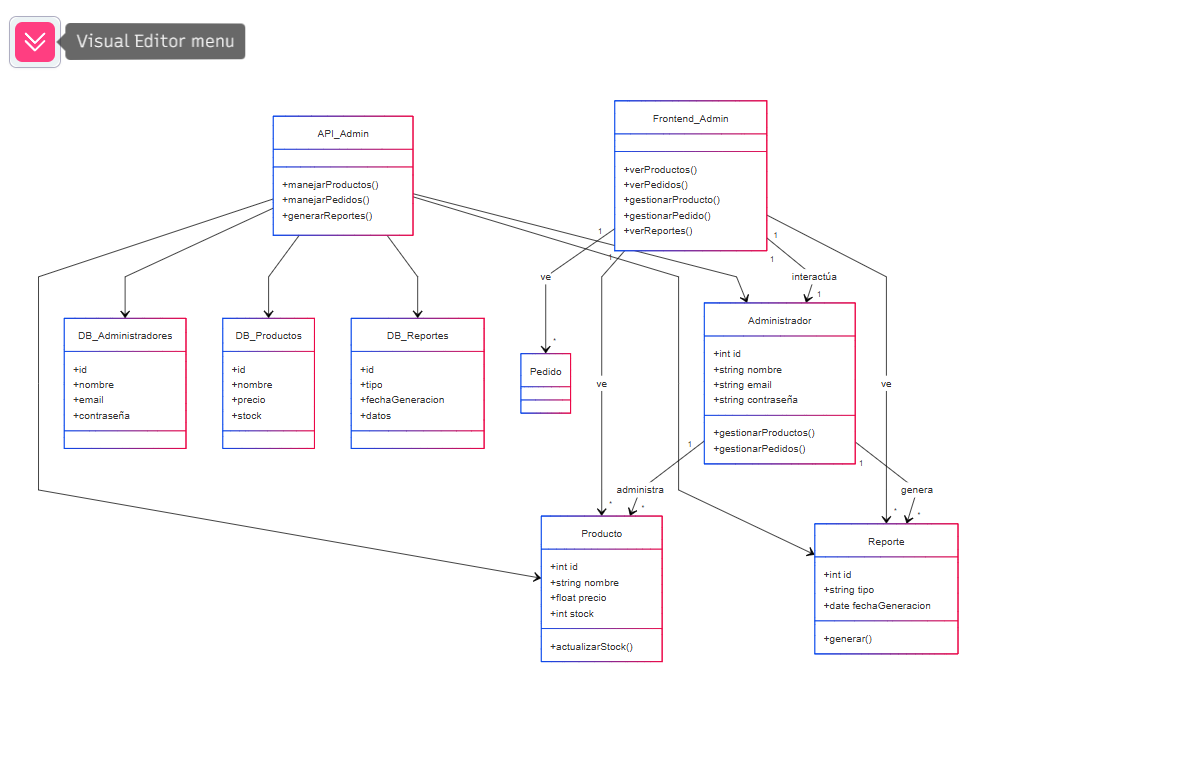 Visual Editor menu
API_Admin
+manejarProductos()
+manejarPedidos()
+generarReportes()
Frontend_Admin
+verProductos()
+verPedidos()
+gestionarProducto()
+gestionarPedido()
+verReportes()
1
1
1
1
ve
interactúa
1
DB_Administradores
+id
+nombre
+email
+contraseña
DB_Productos
+id
+nombre
+precio
+stock
DB_Reportes
+id
+tipo
+fechaGeneracion
+datos
*
Pedido
ve
Administrador
+int id
+string nombre
+string email
+string contraseña
+gestionarProductos()
+gestionarPedidos()
ve
1
1
administra
genera
*
*
*
*
Producto
+int id
+string nombre
+float precio
+int stock
+actualizarStock()
Reporte
+int id
+string tipo
+date fechaGeneracion
+generar()